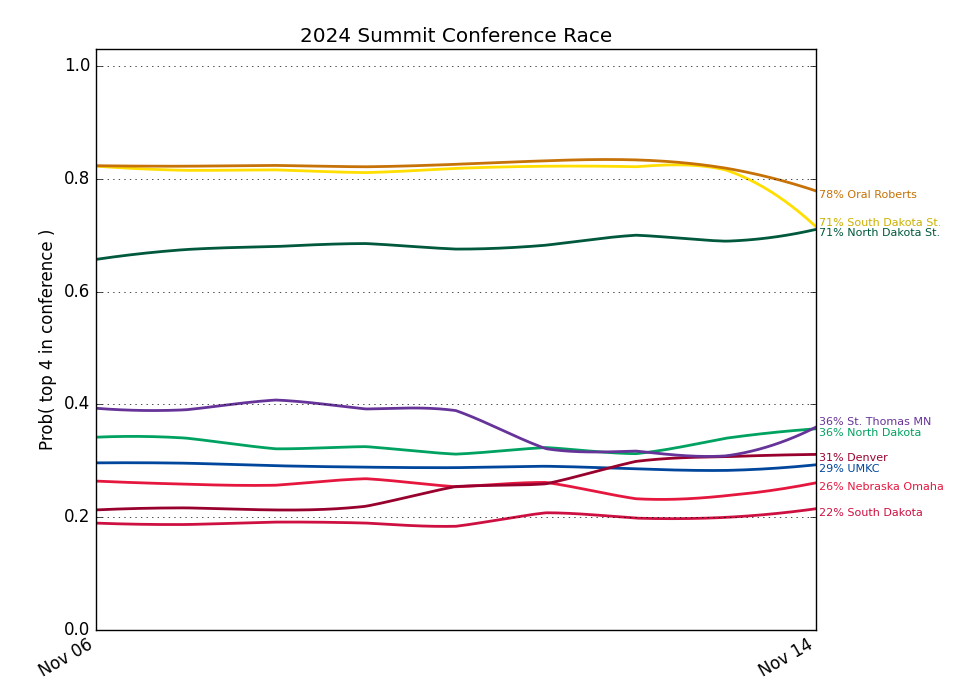 2024 Summit Conference Race
Prob( top 4 in conference )
1.0
0.8
0.6
0.4
0.2
0.0
Nov 06
Nov 14
78% Oral Roberts
71% South Dakota St.
71% North Dakota St.
36% St. Thomas MN
36% North Dakota
31% Denver
29% UMKC
26% Nebraska Omaha
22% South Dakota